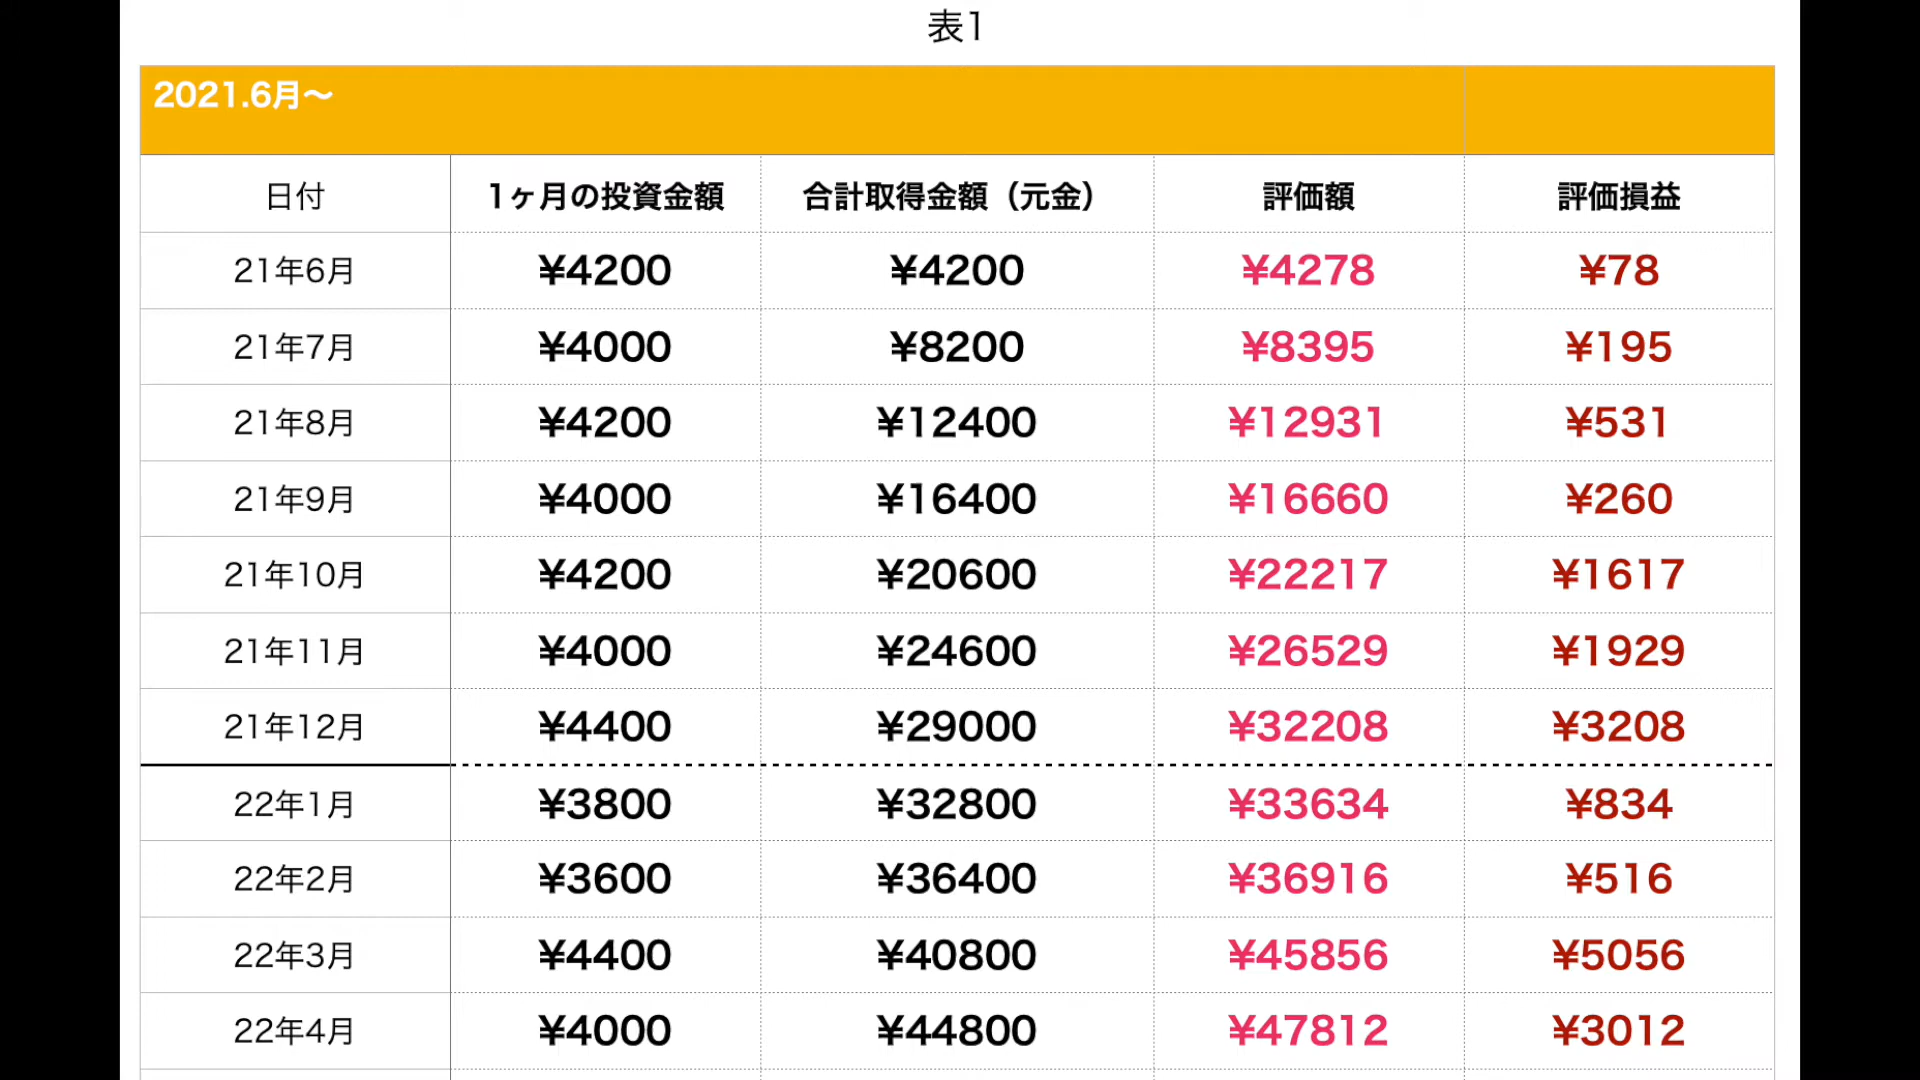 表1
2021.6月〜
日付 1ヶ月の投資金額 合計取得金額（元金） 評価額 評価損益
21年6月 ¥4200 ¥4200 ¥4278 ¥78
21年7月 ¥4000 ¥8200 ¥8395 ¥195
21年8月 ¥4200 ¥12400 ¥12931 ¥531
21年9月 ¥4000 ¥16400 ¥16660 ¥260
21年10月 ¥4200 ¥20600 ¥22217 ¥1617
21年11月 ¥4000 ¥24600 ¥26529 ¥1929
21年12月 ¥4400 ¥29000 ¥32208 ¥3208
22年1月 ¥3800 ¥32800 ¥33634 ¥834
22年2月 ¥3600 ¥36400 ¥36916 ¥516
22年3月 ¥4400 ¥40800 ¥45856 ¥5056
22年4月 ¥4000 ¥44800 ¥47812 ¥3012